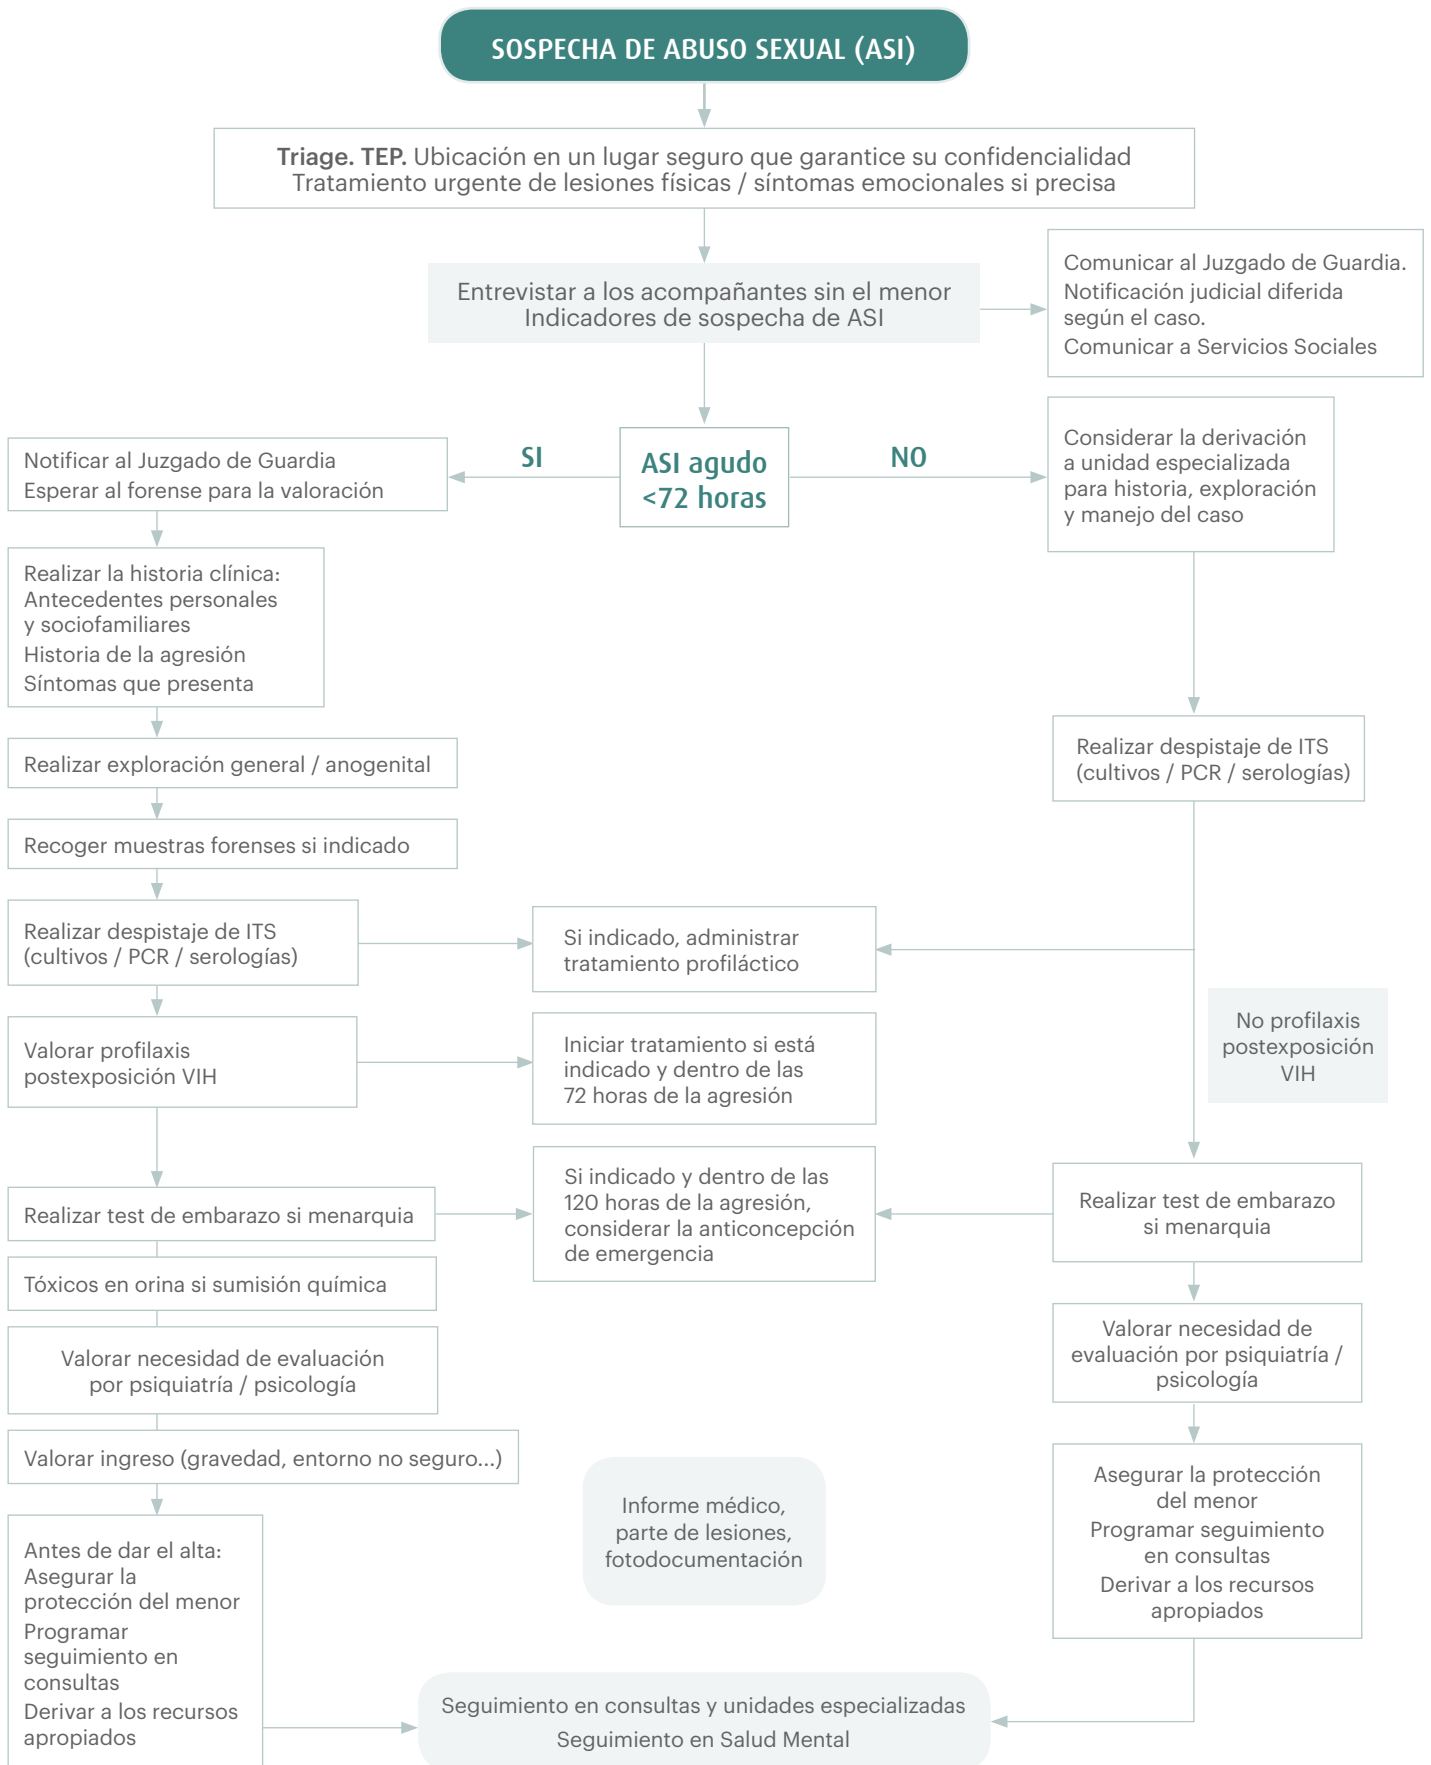 SOSPECHA DE ABUSO SEXUAL (ASI)
Triage. TEP. Ubicación en un lugar seguro que garantice su confidencialidad
Tratamiento urgente de lesiones físicas / síntomas emocionales si precisa
Entrevistar a los acompañantes sin el menor
Indicadores de sospecha de ASI
Comunicar al Juzgado de Guardia.
Notificación judicial diferida
según el caso.
Comunicar a Servicios Sociales
ASI agudo
<72 horas
SI
NO
Notificar al Juzgado de Guardia
Esperar al forense para la valoración
Considerar la derivación
a unidad especializada
para historia, exploración
y manejo del caso
Realizar la historia clínica:
Antecedentes personales
y sociofamiliares
Historia de la agresión
Síntomas que presenta
Realizar exploración general / anogenital
Recoger muestras forenses si indicado
Realizar despistaje de ITS
(cultivos / PCR / serologías)
Si indicado, administrar
tratamiento profiláctico
Realizar despistaje de ITS
(cultivos / PCR / serologías)
Valorar profilaxis
postexposición VIH
Iniciar tratamiento si está
indicado y dentro de las
72 horas de la agresión
No profilaxis
postexposición
VIH
Realizar test de embarazo si menarquia
Si indicado y dentro de las
120 horas de la agresión,
considerar la anticoncepción
de emergencia
Realizar test de embarazo
si menarquia
Tóxicos en orina si sumisión química
Valorar necesidad de evaluación
por psiquiatría / psicología
Valorar necesidad de
evaluación por psiquiatría /
psicología
Valorar ingreso (gravedad, entorno no seguro...)
Informe médico,
parte de lesiones,
fotodocumentación
Asegurar la protección
del menor
Programar seguimiento
en consultas
Derivar a los recursos
apropiados
Antes de dar el alta:
Asegurar la
protección del menor
Programar
seguimiento en
consultas
Derivar a los recursos
apropiados
Seguimiento en consultas y unidades especializadas
Seguimiento en Salud Mental